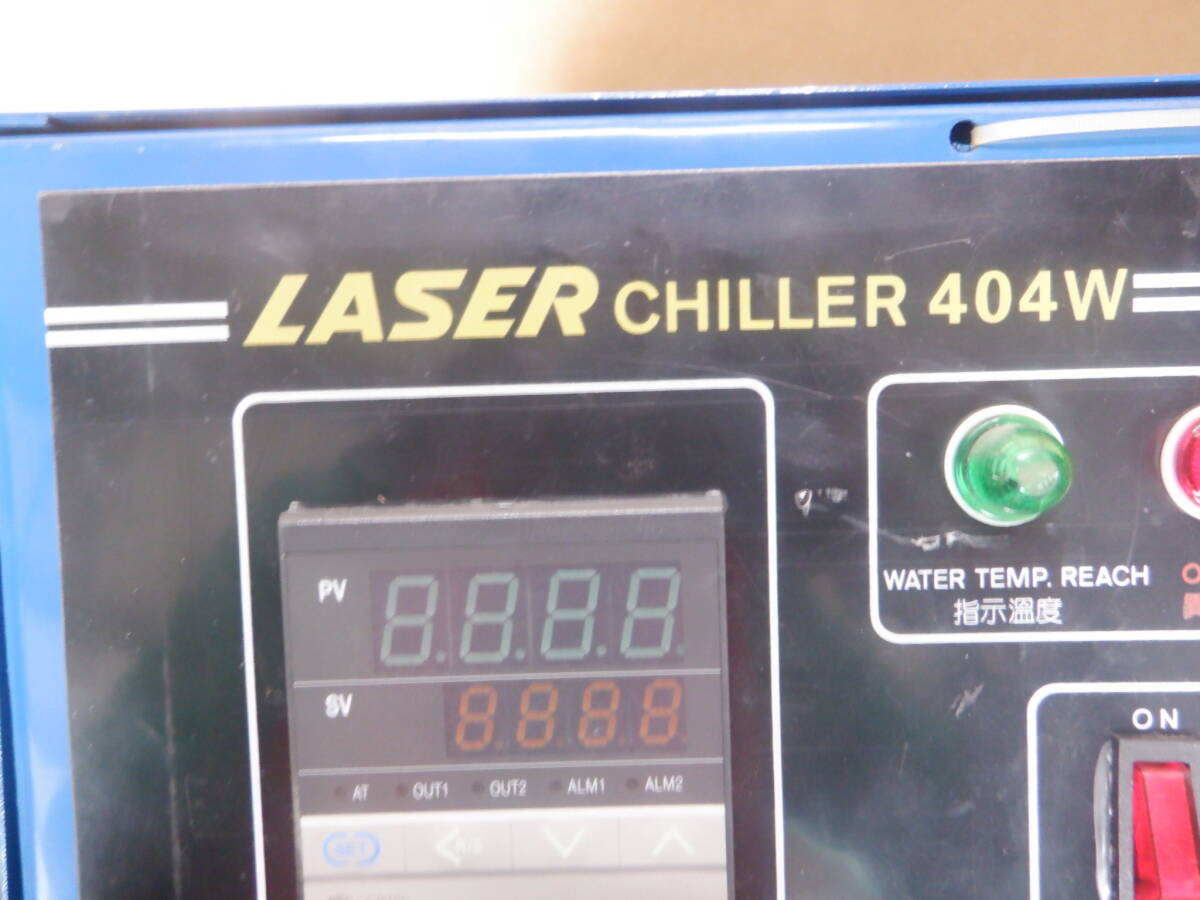 LASER CHILLER 404W
PV
8.8.8.8.
WATER TEMP. REACH
指示溫度
SV
8888
ON
AT OUT1 OUT2 ALM1 ALM2
SET <R/S